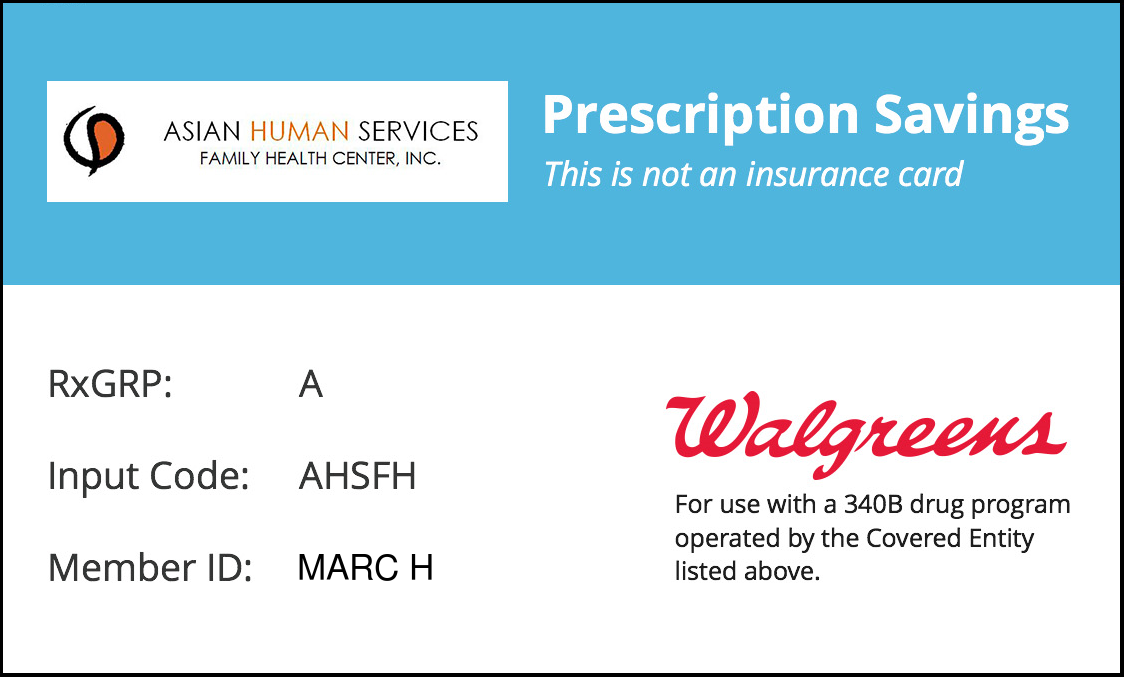 ASIAN HUMAN SERVICES
FAMILY HEALTH CENTER, INC.
Prescription Savings
This is not an insurance card
RxGRP: A
Input Code: AHSFH
Member ID: MARC H
Walgreens
For use with a 340B drug program
operated by the Covered Entity
listed above.